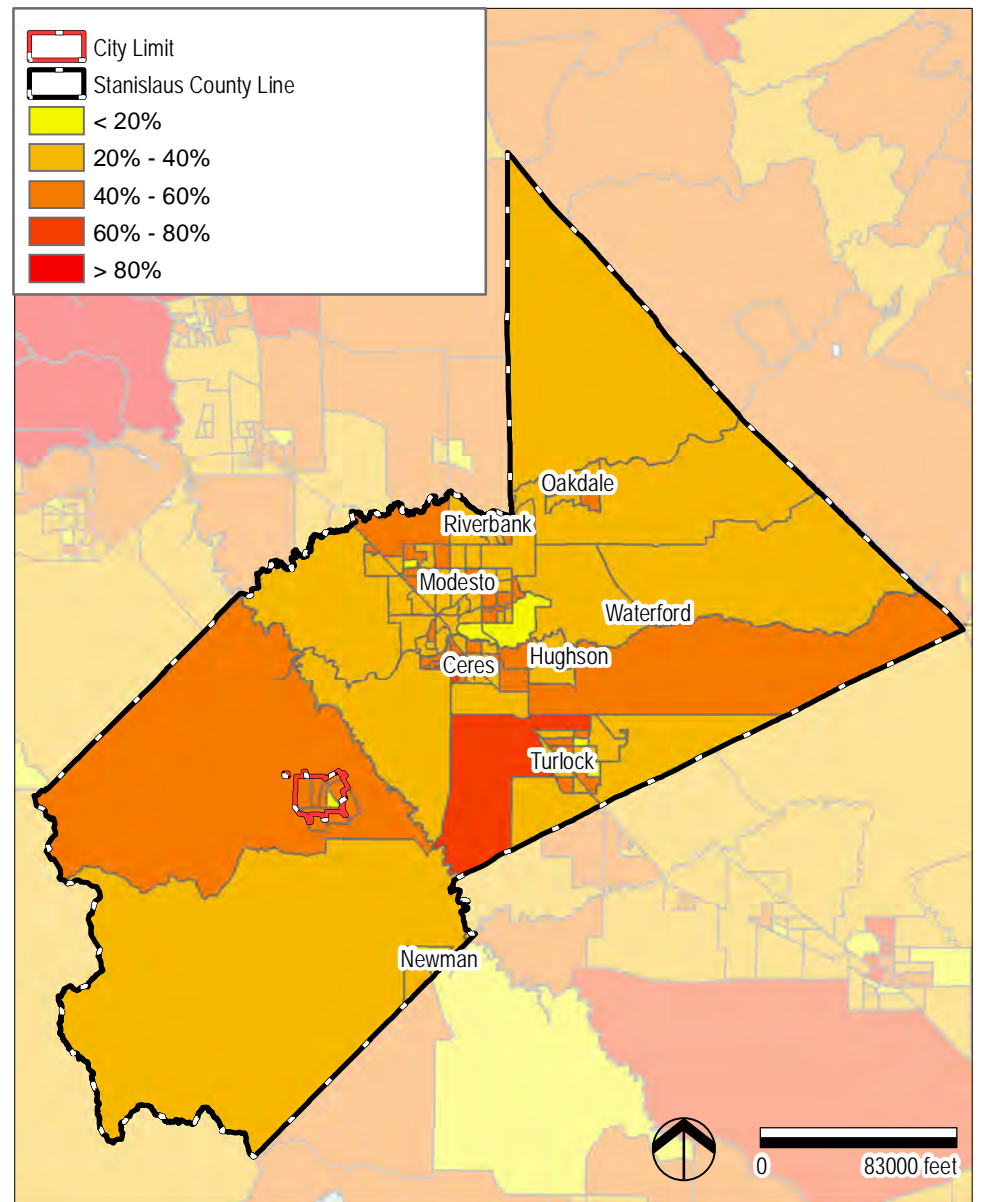 City Limit
Stanislaus County Line
< 20%
20% - 40%
40% - 60%
60% - 80%
> 80%
Oakdale
Riverbank
Modesto
Waterford
Hughson
Ceres
Turlock
Newman
0 83000 feet